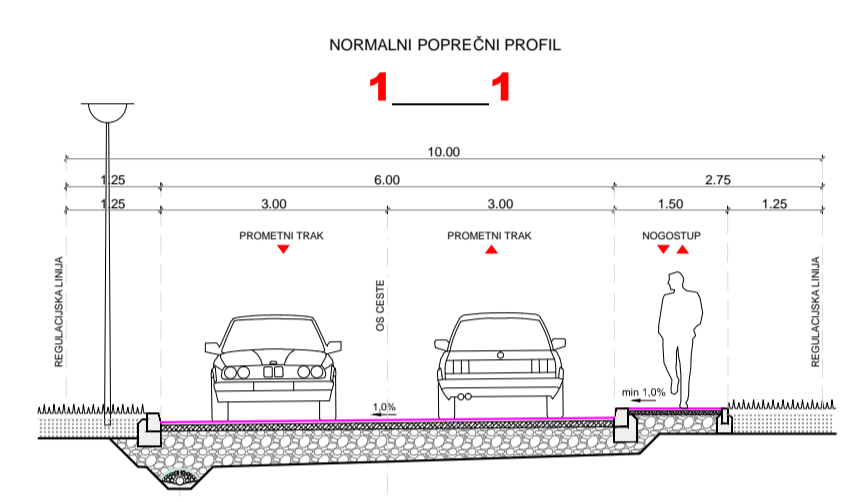 NORMALNI POPREČNI PROFIL
1 1
10.00
1.25 6.00 2.75
1.25 3.00 3.00 1.50 1.25
PROMETNI TRAK PROMETNI TRAK NOGOSTUP
REGULACIJSKA LINIJA
OS CESTE
REGULACIJSKA LINIJA
min 1,0%
1,0%